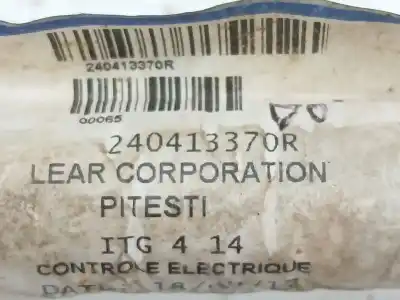 240413370R
00065
240413370R
LEAR CORPORATION
PITESTI
ITG 4 14
CONTROLE ELECTRIQUE